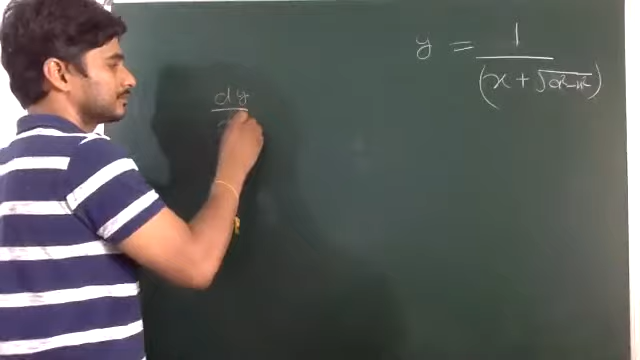 y = 1 / (x + √(a²-x²))
dy